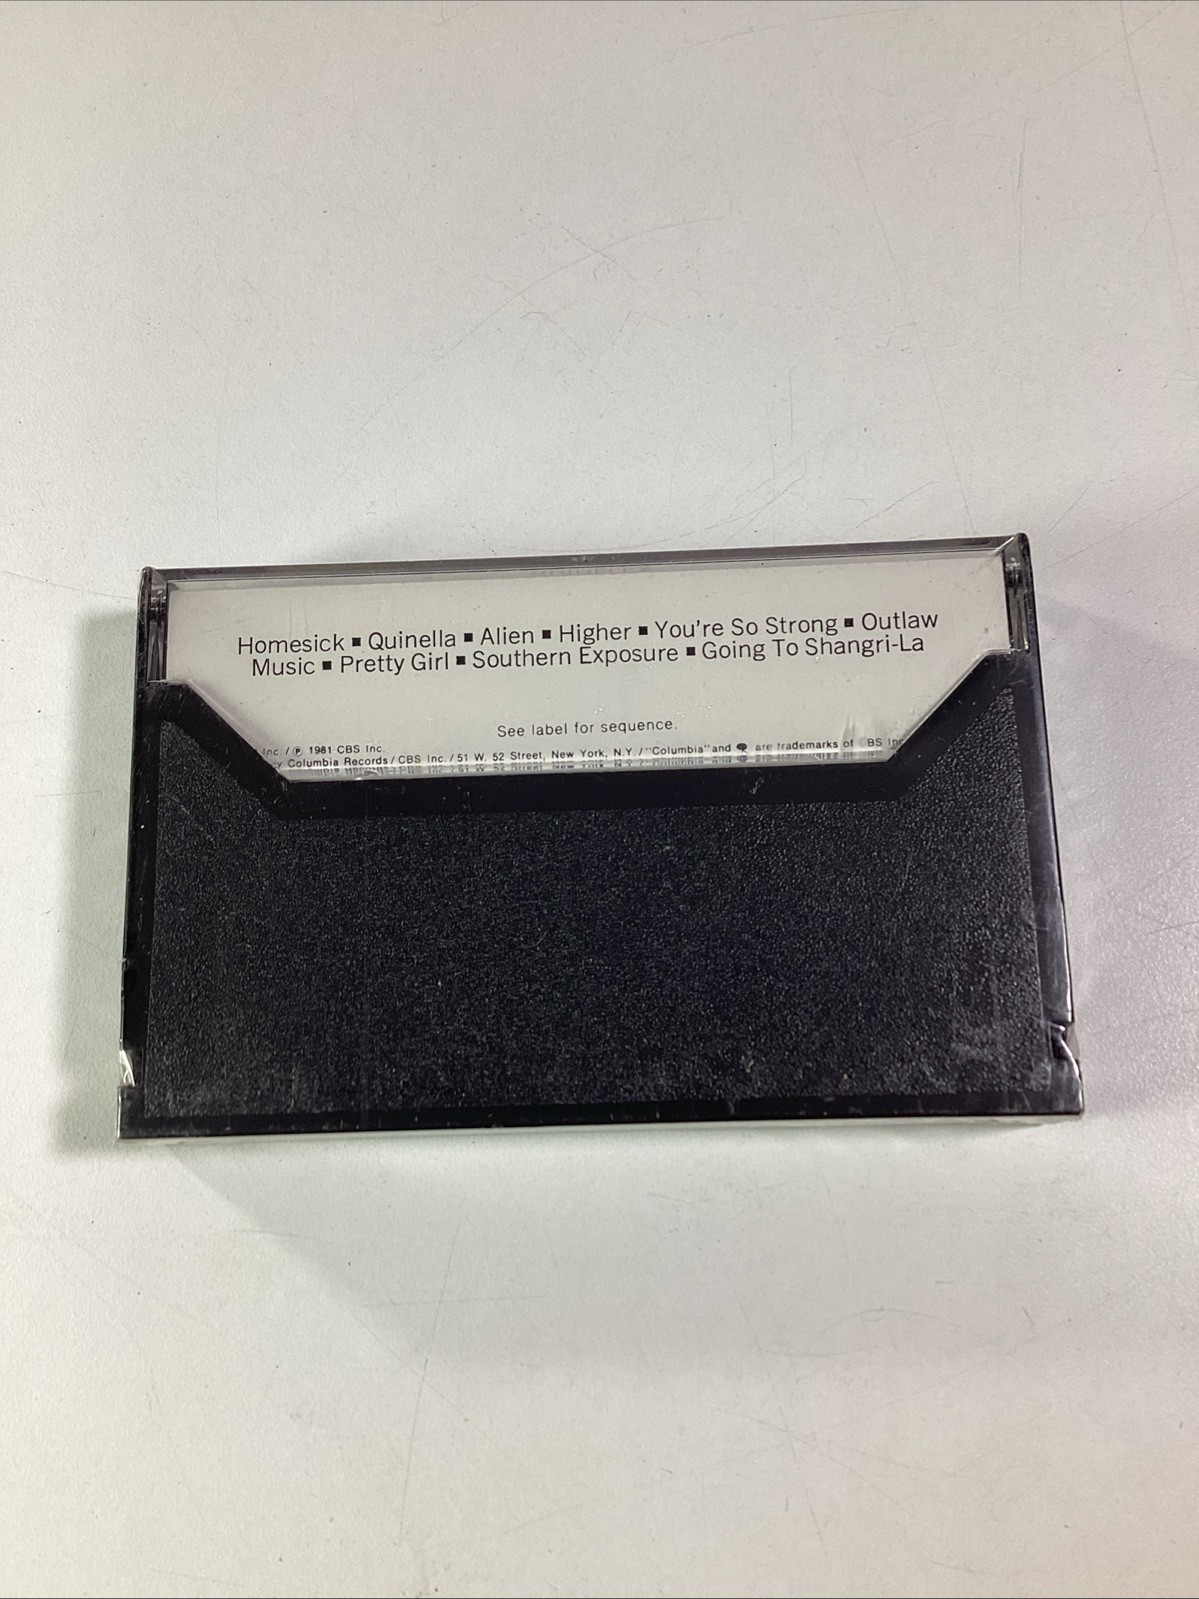 Homesick ▪ Quinella ▪ Alien ▪ Higher ▪ You're So Strong ▪ Outlaw
Music ▪ Pretty Girl ▪ Southern Exposure ▪ Going To Shangri-La
See label for sequence.
Inc. / ℗ 1981 CBS Inc.
Columbia Records / CBS Inc. / 51 W. 52 Street, New York, N.Y. / "Columbia" and are trademarks of